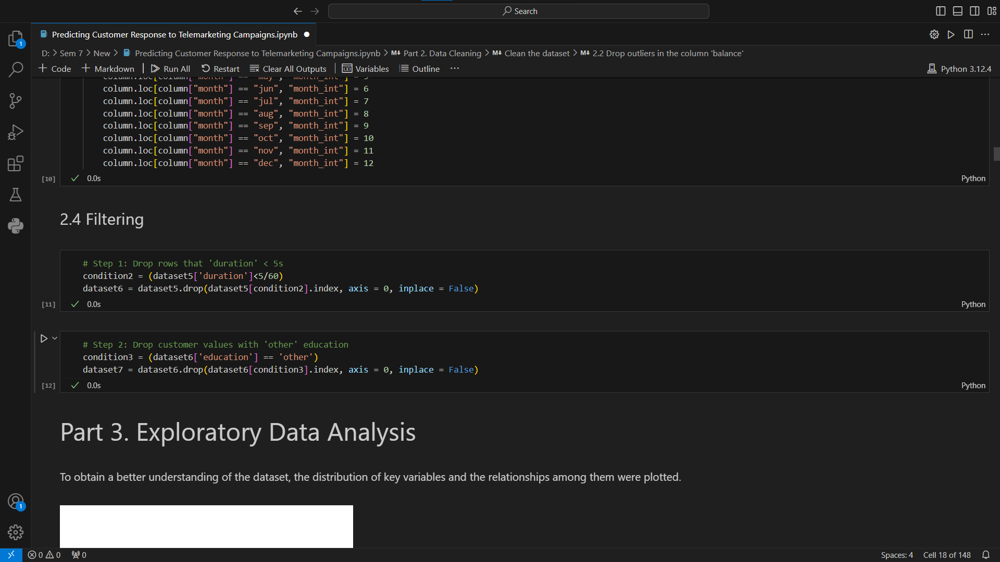 Search
Predicting Customer Response to Telemarketing Campaigns.ipynb
D: > Sem 7 > New > Predicting Customer Response to Telemarketing Campaigns.ipynb > M↓ Part 2. Data Cleaning > M↓ Clean the dataset > M↓ 2.2 Drop outliers in the column 'balance'
+ Code + Markdown | Run All Restart Clear All Outputs | Variables Outline ··· Python 3.12.4
column.loc[column["month"] == "may", "month_int"] = 5
column.loc[column["month"] == "jun", "month_int"] = 6
column.loc[column["month"] == "jul", "month_int"] = 7
column.loc[column["month"] == "aug", "month_int"] = 8
column.loc[column["month"] == "sep", "month_int"] = 9
column.loc[column["month"] == "oct", "month_int"] = 10
column.loc[column["month"] == "nov", "month_int"] = 11
column.loc[column["month"] == "dec", "month_int"] = 12
[10] 0.0s Python
2.4 Filtering
# Step 1: Drop rows that 'duration' < 5s
condition2 = (dataset5['duration']<5/60)
dataset6 = dataset5.drop(dataset5[condition2].index, axis = 0, inplace = False)
[11] 0.0s Python
# Step 2: Drop customer values with 'other' education
condition3 = (dataset6['education'] == 'other')
dataset7 = dataset6.drop(dataset6[condition3].index, axis = 0, inplace = False)
[12] 0.0s Python
Part 3. Exploratory Data Analysis
To obtain a better understanding of the dataset, the distribution of key variables and the relationships among them were plotted.
1
1
0 0 0 Spaces: 4 Cell 18 of 148